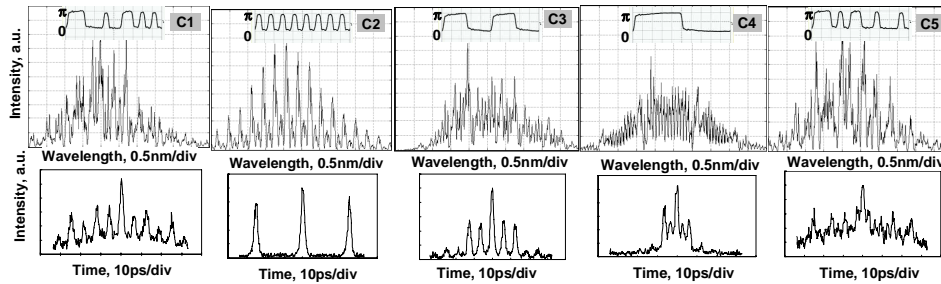 π C1
0
π C2
0
π C3
0
π C4
0
π C5
0
Intensity, a.u.
Wavelength, 0.5nm/div
Wavelength, 0.5nm/div
Wavelength, 0.5nm/div
Wavelength, 0.5nm/div
Wavelength, 0.5nm/div
Intensity, a.u.
Time, 10ps/div
Time, 10ps/div
Time, 10ps/div
Time, 10ps/div
Time, 10ps/div